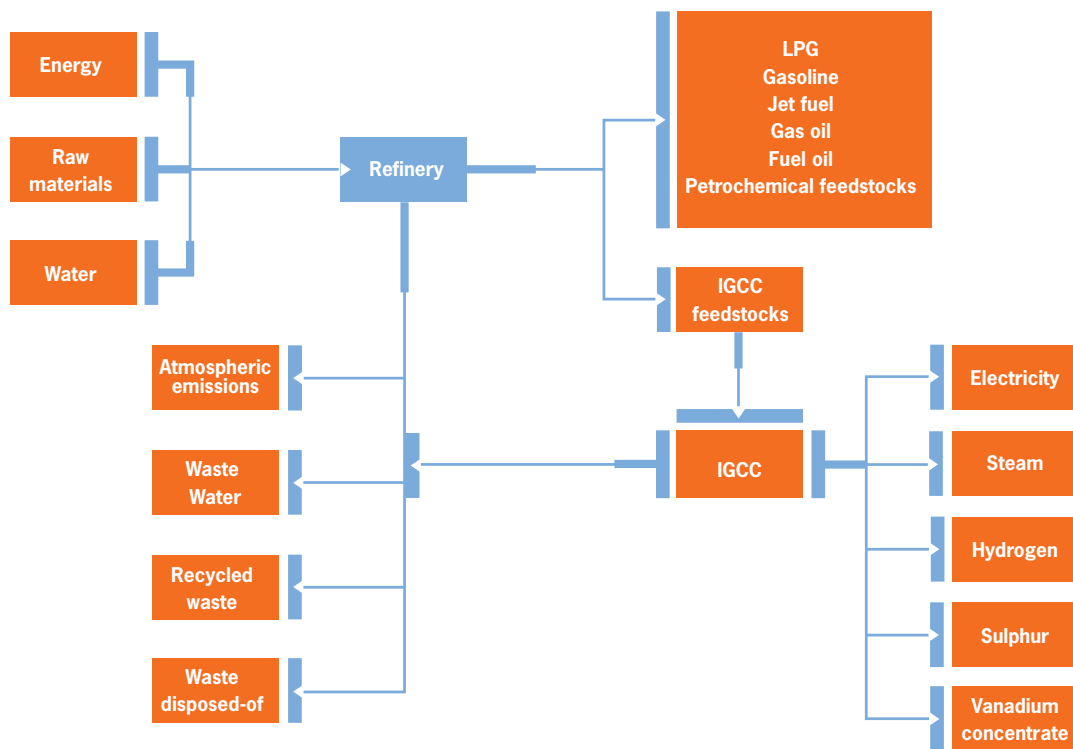 Energy
Raw
materials
Water
Refinery
LPG
Gasoline
Jet fuel
Gas oil
Fuel oil
Petrochemical feedstocks
IGCC
feedstocks
Atmospheric
emissions
Waste
Water
Recycled
waste
Waste
disposed-of
IGCC
Electricity
Steam
Hydrogen
Sulphur
Vanadium
concentrate